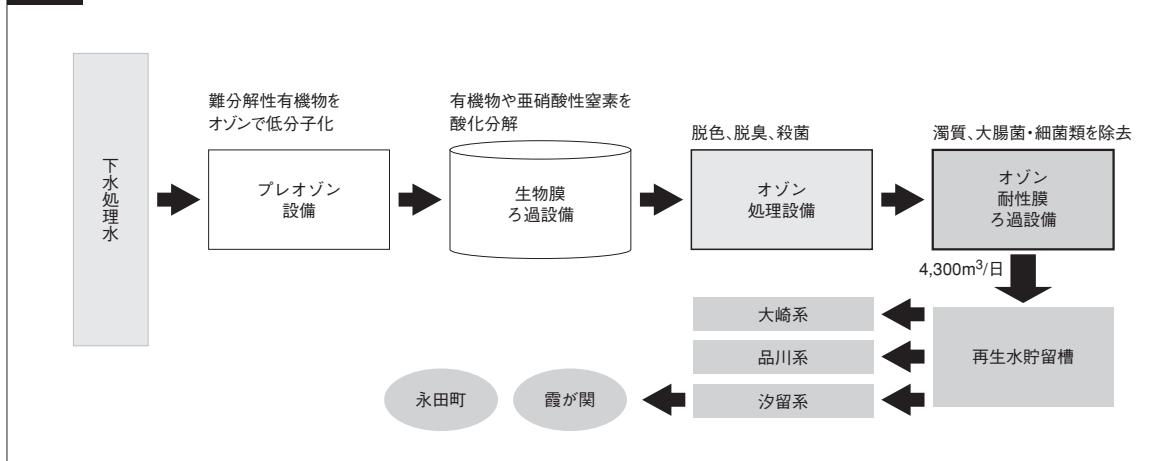 下水処理水
難分解性有機物を
オゾンで低分子化
プレオゾン
設備
有機物や亜硝酸性窒素を
酸化分解
生物膜
ろ過設備
脱色、脱臭、殺菌
オゾン
処理設備
濁質、大腸菌・細菌類を除去
オゾン
耐性膜
ろ過設備
4,300m³/日
再生水貯留槽
大崎系
品川系
汐留系
霞が関
永田町